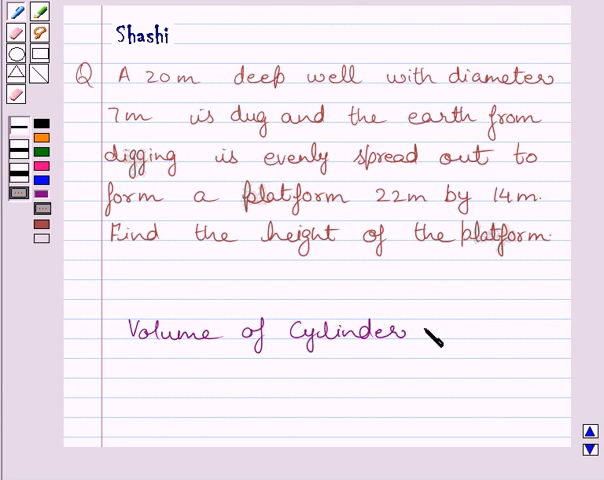 Shashi
Q A 20m deep well with diameter
7m is dug and the earth from
digging is evenly spread out to
form a platform 22m by 14m.
Find the height of the platform.
Volume of Cylinder